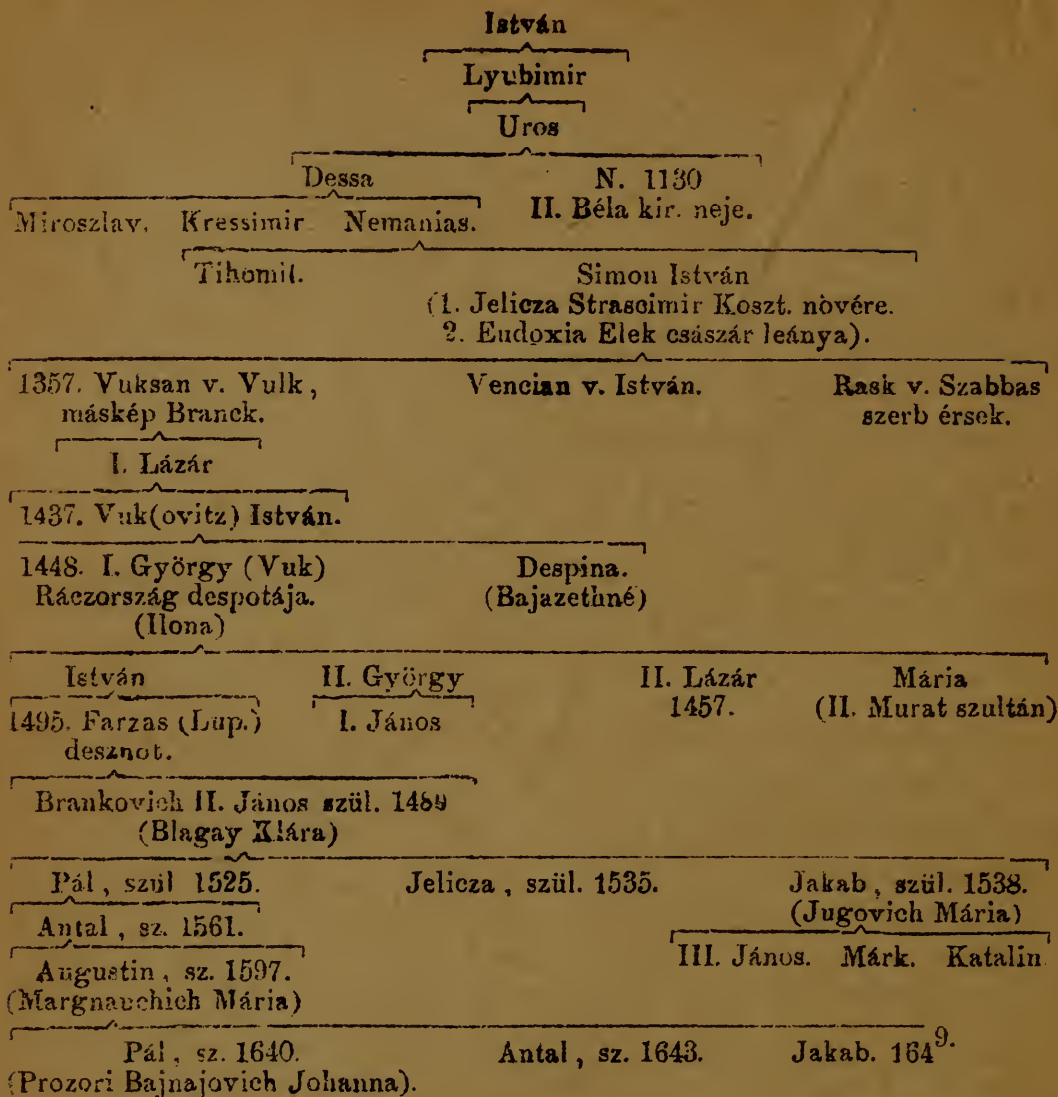 István
Lyubimir
Uros
Dessa N. 1130
II. Béla kir. neje.
Miroszlav. Kressimir Nemanias.
Tihomil. Simon István
(1. Jelicza Strascimir Koszt. nővére.
2. Eudoxia Elek császár leánya).
1357. Vuksan v. Vulk, Vencian v. István. Rask v. Szabbas
máskép Branck. szerb érsek.
I. Lázár
1437. Vuk(ovitz) István.
1448. I. György (Vuk) Despina.
Ráczország despotája. (Bajazethné)
(Ilona)
István II. György II. Lázár Mária
1495. Farzas (Lup.) I. János 1457. (II. Murat szultán)
despot.
Brankovich II. János szül. 1489
(Blagay Klára)
Pál, szül 1525. Jelicza, szül. 1535. Jakab, szül. 1538.
(Jugovich Mária)
Antal, sz. 1561.
III. János. Márk. Katalin
Augustin, sz. 1597.
(Margnauchich Mária)
Pál, sz. 1640. Antal, sz. 1643. Jakab. 1649.
(Prozori Bajnajovich Johanna).